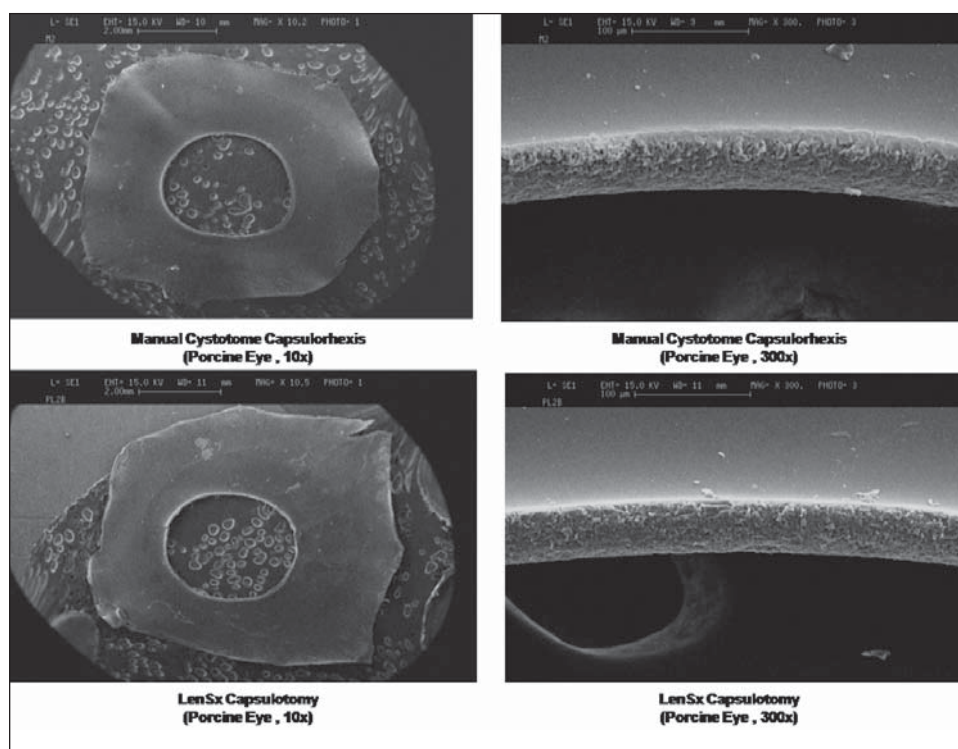 L- SE1 EHT- 15.0 KV WD- 10 mm MAG- X 10.2 PHOTO- 1
2.00mm
M2
L- SE1 EHT- 15.0 KV WD- 9 mm MAG- X 300. PHOTO- 3
100 µm
M2
Manual Cystotome Capsulorhexis
(Porcine Eye , 10x)
Manual Cystotome Capsulorhexis
(Porcine Eye , 300x)
L- SE1 EHT- 15.0 KV WD- 11 mm MAG- X 10.5 PHOTO- 1
2.00mm
PL2B
L- SE1 EHT- 15.0 KV WD- 11 mm MAG- X 300. PHOTO- 3
100 µm
PL2B
LenSx Capsulotomy
(Porcine Eye , 10x)
LenSx Capsulotomy
(Porcine Eye , 300x)